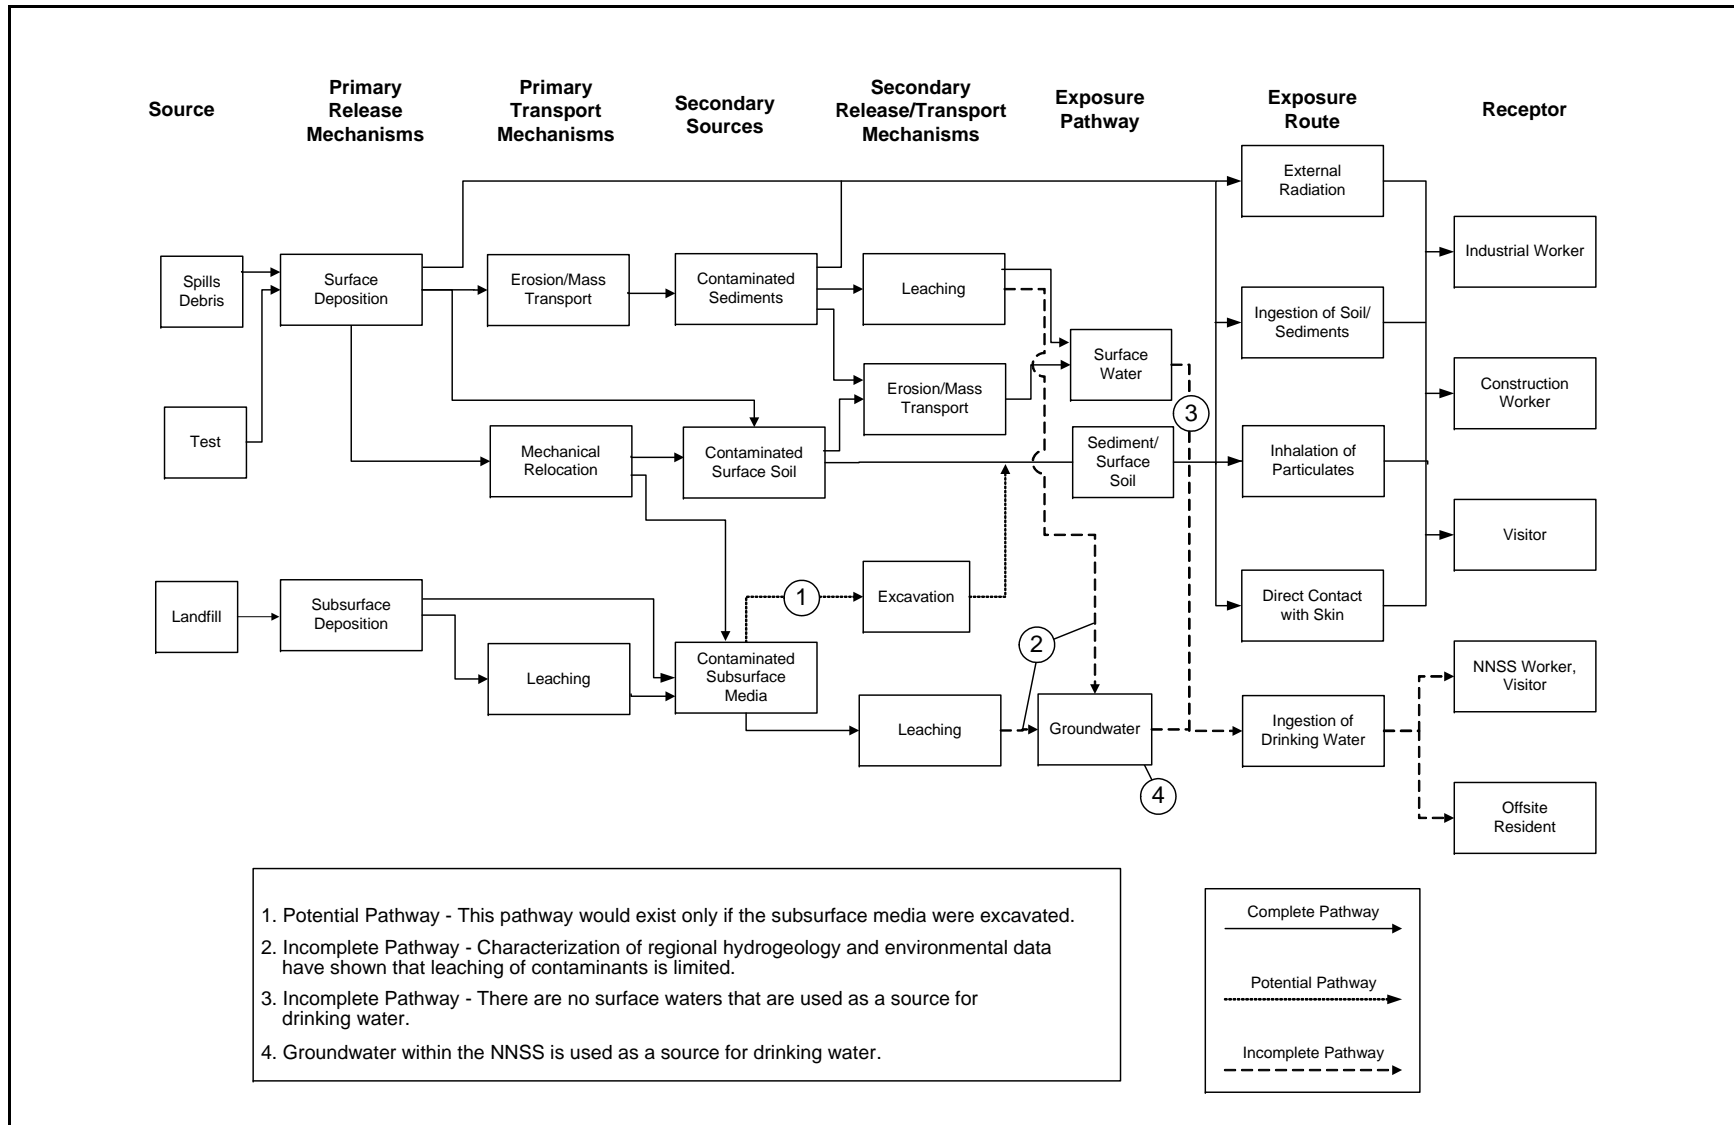 Source
Primary
Release
Mechanisms
Primary
Transport
Mechanisms
Secondary
Sources
Secondary
Release/Transport
Mechanisms
Exposure
Pathway
Exposure
Route
Receptor
External
Radiation
Industrial Worker
Spills
Debris
Surface
Deposition
Erosion/Mass
Transport
Contaminated
Sediments
Leaching
Ingestion of Soil/
Sediments
Surface
Water
Erosion/Mass
Transport
3
Construction
Worker
Test
Mechanical
Relocation
Contaminated
Surface Soil
Sediment/
Surface
Soil
Inhalation of
Particulates
Visitor
Landfill
Subsurface
Deposition
1
Excavation
Direct Contact
with Skin
2
Leaching
Contaminated
Subsurface
Media
NNSS Worker,
Visitor
Leaching
Groundwater
Ingestion of
Drinking Water
4
Offsite
Resident
1. Potential Pathway - This pathway would exist only if the subsurface media were excavated.
2. Incomplete Pathway - Characterization of regional hydrogeology and environmental data
have shown that leaching of contaminants is limited.
3. Incomplete Pathway - There are no surface waters that are used as a source for
drinking water.
4. Groundwater within the NNSS is used as a source for drinking water.
Complete Pathway
Potential Pathway
Incomplete Pathway